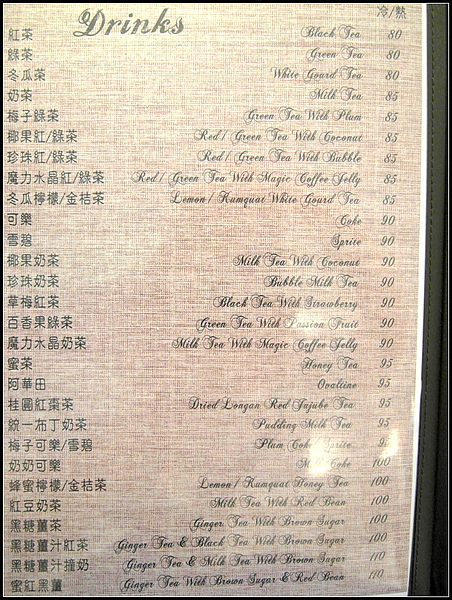 Drinks
冷/熱
紅茶 Black Tea 80
綠茶 Green Tea 80
冬瓜茶 White Gourd Tea 80
奶茶 Milk Tea 85
梅子綠茶 Green Tea With Plum 85
椰果紅/綠茶 Red / Green Tea With Coconut 85
珍珠紅/綠茶 Red / Green Tea With Bubble 85
魔力水晶紅/綠茶 Red / Green Tea With Magic Coffee Jelly 85
冬瓜檸檬/金桔茶 Lemon / Kumquat White Gourd Tea 85
可樂 Coke 90
雪碧 Sprite 90
椰果奶茶 Milk Tea With Coconut 90
珍珠奶茶 Bubble Milk Tea 90
草莓紅茶 Black Tea With Strawberry 90
百香果綠茶 Green Tea With Passion Fruit 90
魔力水晶奶茶 Milk Tea With Magic Coffee Jelly 90
蜜茶 Honey Tea 95
阿華田 Ovaltine 95
桂圓紅棗茶 Dried Longan Red Jujube Tea 95
統一布丁奶茶 Pudding Milk Tea 95
梅子可樂/雪碧 Plum Coke Sprite 95
奶奶可樂 Milk Coke 100
蜂蜜檸檬/金桔茶 Lemon / Kumquat Honey Tea 100
紅豆奶茶 Milk Tea With Red Bean 100
黑糖薑茶 Ginger Tea With Brown Sugar 100
黑糖薑汁紅茶 Ginger Tea & Black Tea With Brown Sugar 100
黑糖薑汁撞奶 Ginger Tea & Milk Tea With Brown Sugar 110
蜜紅黑薑 Ginger Tea With Brown Sugar & Red Bean 110